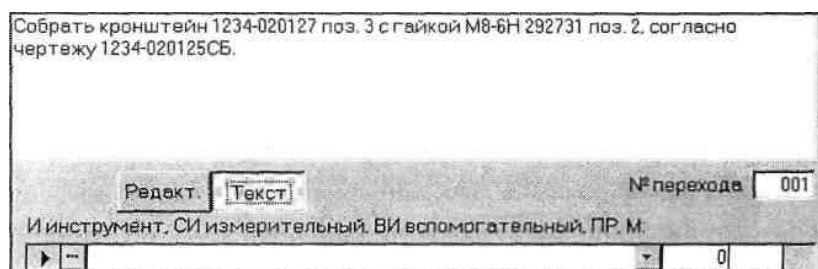 Собрать кронштейн 1234-020127 поз. 3 с гайкой М8-6Н 292731 поз. 2, согласно
чертежу 1234-020125СБ.
Редакт. Текст № перехода 001
И инструмент, СИ измерительный, ВИ вспомогательный, ПР, М:
0